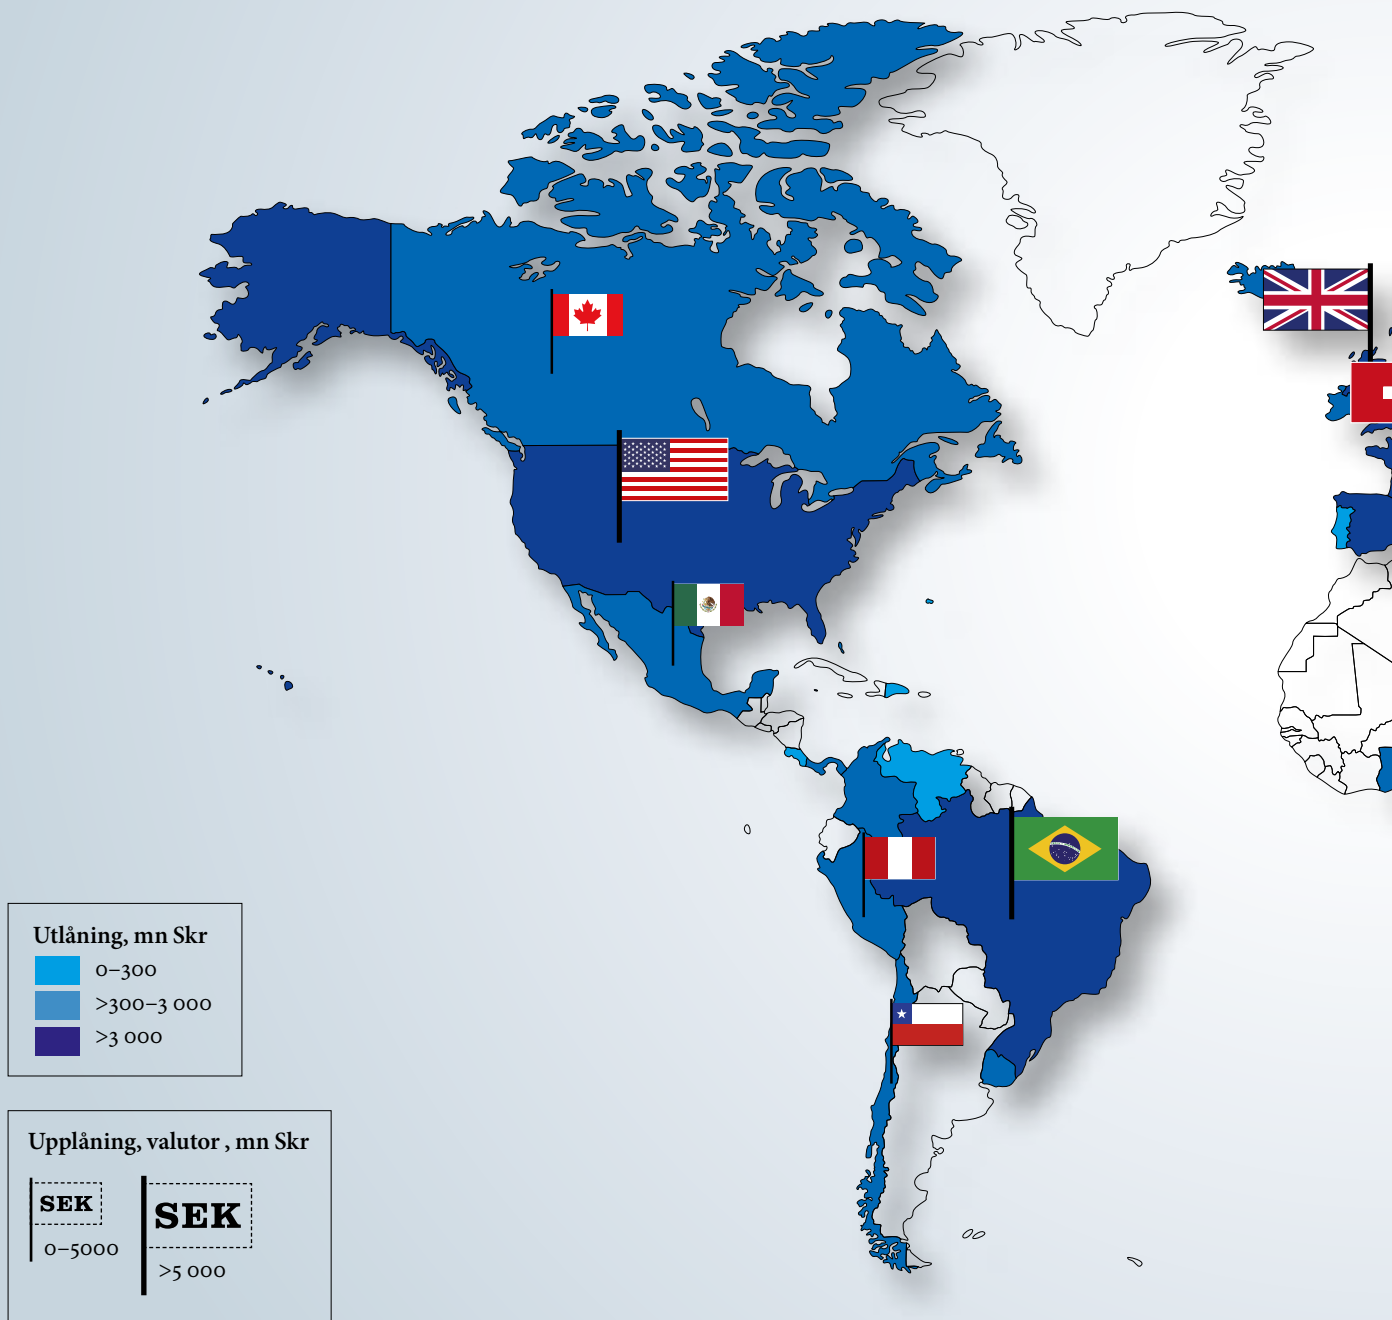 Utlåning, mn Skr
0–300
>300–3 000
>3 000
Upplåning, valutor , mn Skr
SEK
0–5000
SEK
>5 000